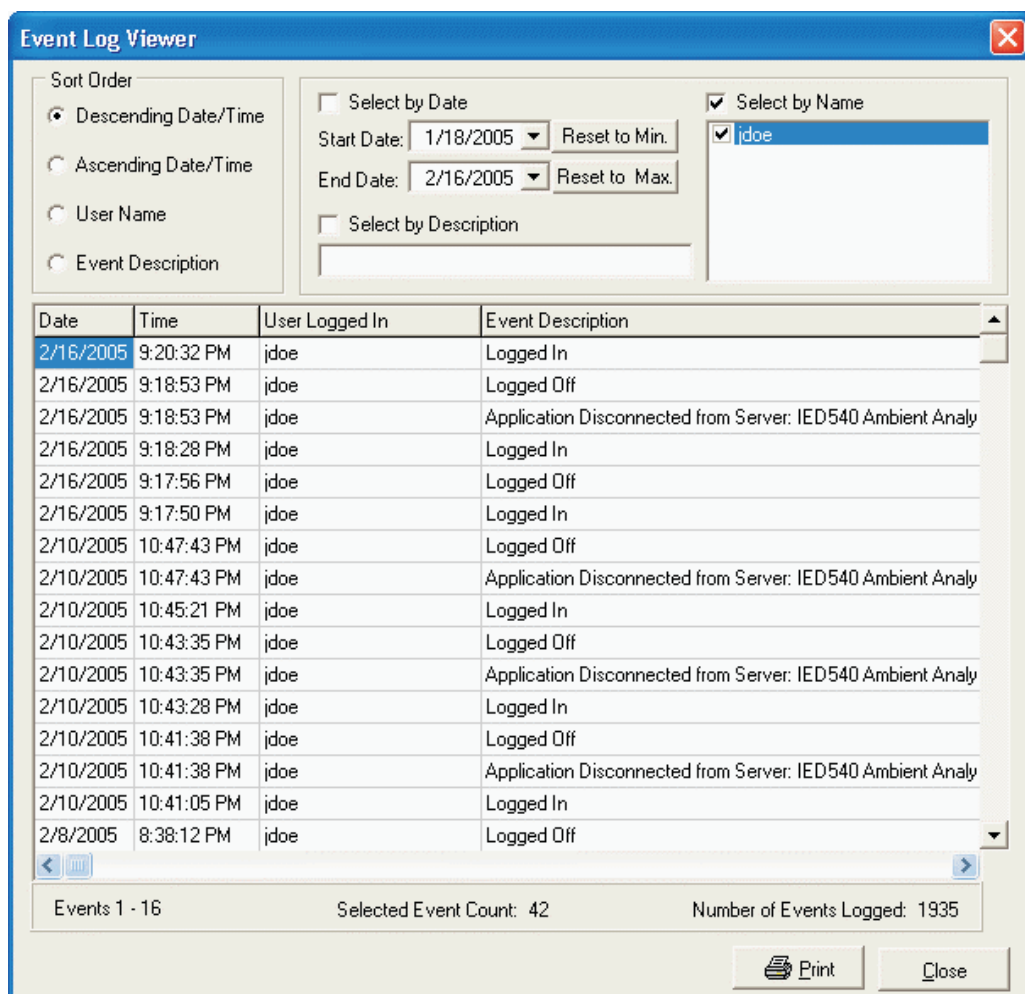 Event Log Viewer
Sort Order
Descending Date/Time
Ascending Date/Time
User Name
Event Description
Select by Date
Start Date: 1/18/2005 Reset to Min.
End Date: 2/16/2005 Reset to Max.
Select by Description
Select by Name
jdoe
Date Time User Logged In Event Description
2/16/2005 9:20:32 PM jdoe Logged In
2/16/2005 9:18:53 PM jdoe Logged Off
2/16/2005 9:18:53 PM jdoe Application Disconnected from Server: IED540 Ambient Analy
2/16/2005 9:18:28 PM jdoe Logged In
2/16/2005 9:17:56 PM jdoe Logged Off
2/16/2005 9:17:50 PM jdoe Logged In
2/10/2005 10:47:43 PM jdoe Logged Off
2/10/2005 10:47:43 PM jdoe Application Disconnected from Server: IED540 Ambient Analy
2/10/2005 10:45:21 PM jdoe Logged In
2/10/2005 10:43:35 PM jdoe Logged Off
2/10/2005 10:43:35 PM jdoe Application Disconnected from Server: IED540 Ambient Analy
2/10/2005 10:43:28 PM jdoe Logged In
2/10/2005 10:41:38 PM jdoe Logged Off
2/10/2005 10:41:38 PM jdoe Application Disconnected from Server: IED540 Ambient Analy
2/10/2005 10:41:05 PM jdoe Logged In
2/8/2005 8:38:12 PM jdoe Logged Off
Events 1 - 16 Selected Event Count: 42 Number of Events Logged: 1935
Print Close